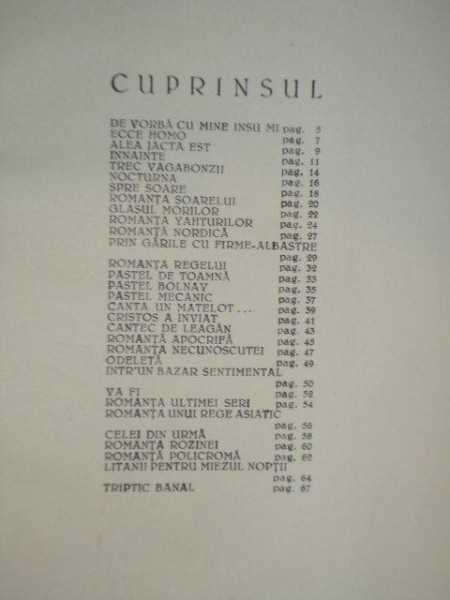 CUPRINSUL
DE VORBĂ CU MINE INSU MI pag. 5
ECCE HOMO pag. 7
ALEA JACTA EST pag. 9
INNAINTE pag. 11
TREC VAGABONZII pag. 14
NOCTURNA pag. 16
SPRE SOARE pag. 18
ROMANȚA SOARELUI pag. 20
GLASUL MORILOR pag. 22
ROMANȚA YAHTURILOR pag. 24
ROMANȚĂ NORDICĂ pag. 27
PRIN GĂRILE CU FIRME-ALBASTRE
pag. 29
ROMANȚA REGELUI pag. 32
PASTEL DE TOAMNĂ pag. 33
PASTEL BOLNAV pag. 35
PASTEL MECANIC pag. 37
CANTA UN MATELOT... pag. 39
CRISTOS A INVIAT pag. 41
CANTEC DE LEAGĂN pag. 43
ROMANȚĂ APOCRIFĂ pag. 45
ROMANȚA NECUNOSCUTEI pag. 47
ODELETĂ pag. 49
INTR'UN BAZAR SENTIMENTAL
pag. 50
VA FI pag. 52
ROMANȚA ULTIMEI SERI pag. 54
ROMANȚA UNUI REGE ASIATIC
pag. 56
CELEI DIN URMĂ pag. 58
ROMANȚA ROZINEI pag. 60
ROMANȚĂ POLICROMĂ pag. 62
LITANII PENTRU MIEZUL NOPȚII
pag. 64
TRIPTIC BANAL pag. 67